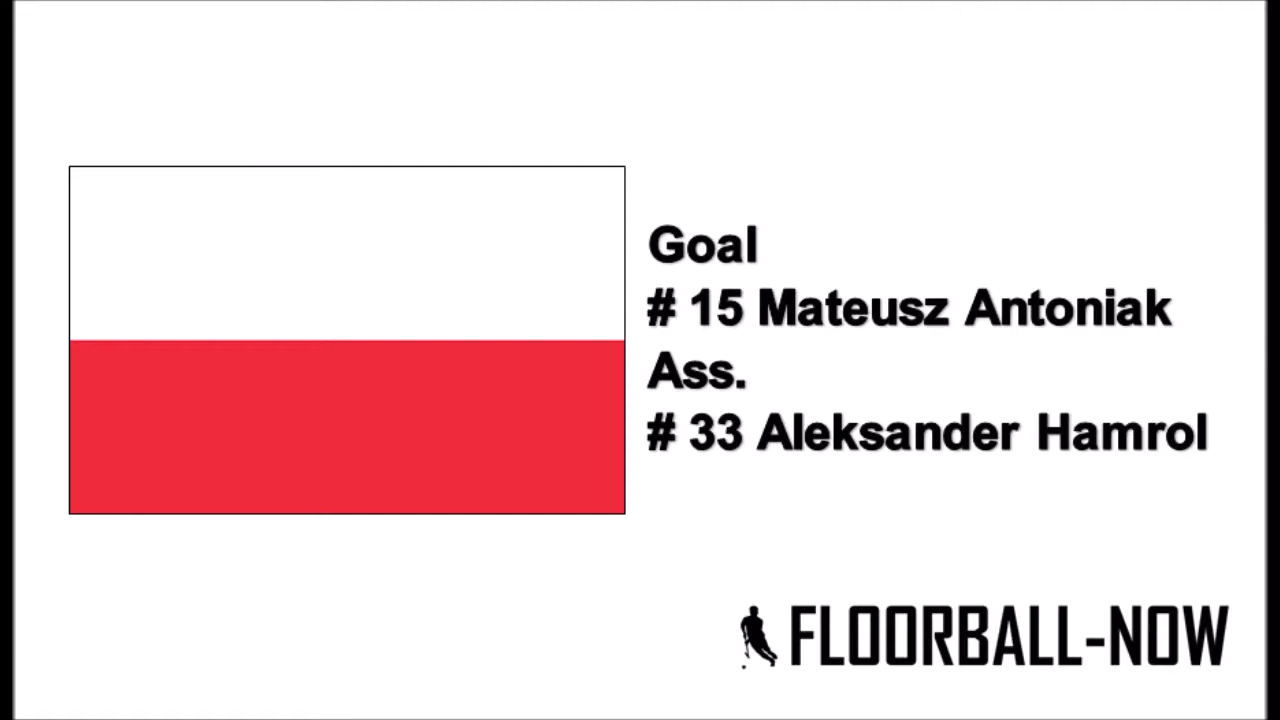 Goal
# 15 Mateusz Antoniak
Ass.
# 33 Aleksander Hamrol
FLOORBALL-NOW